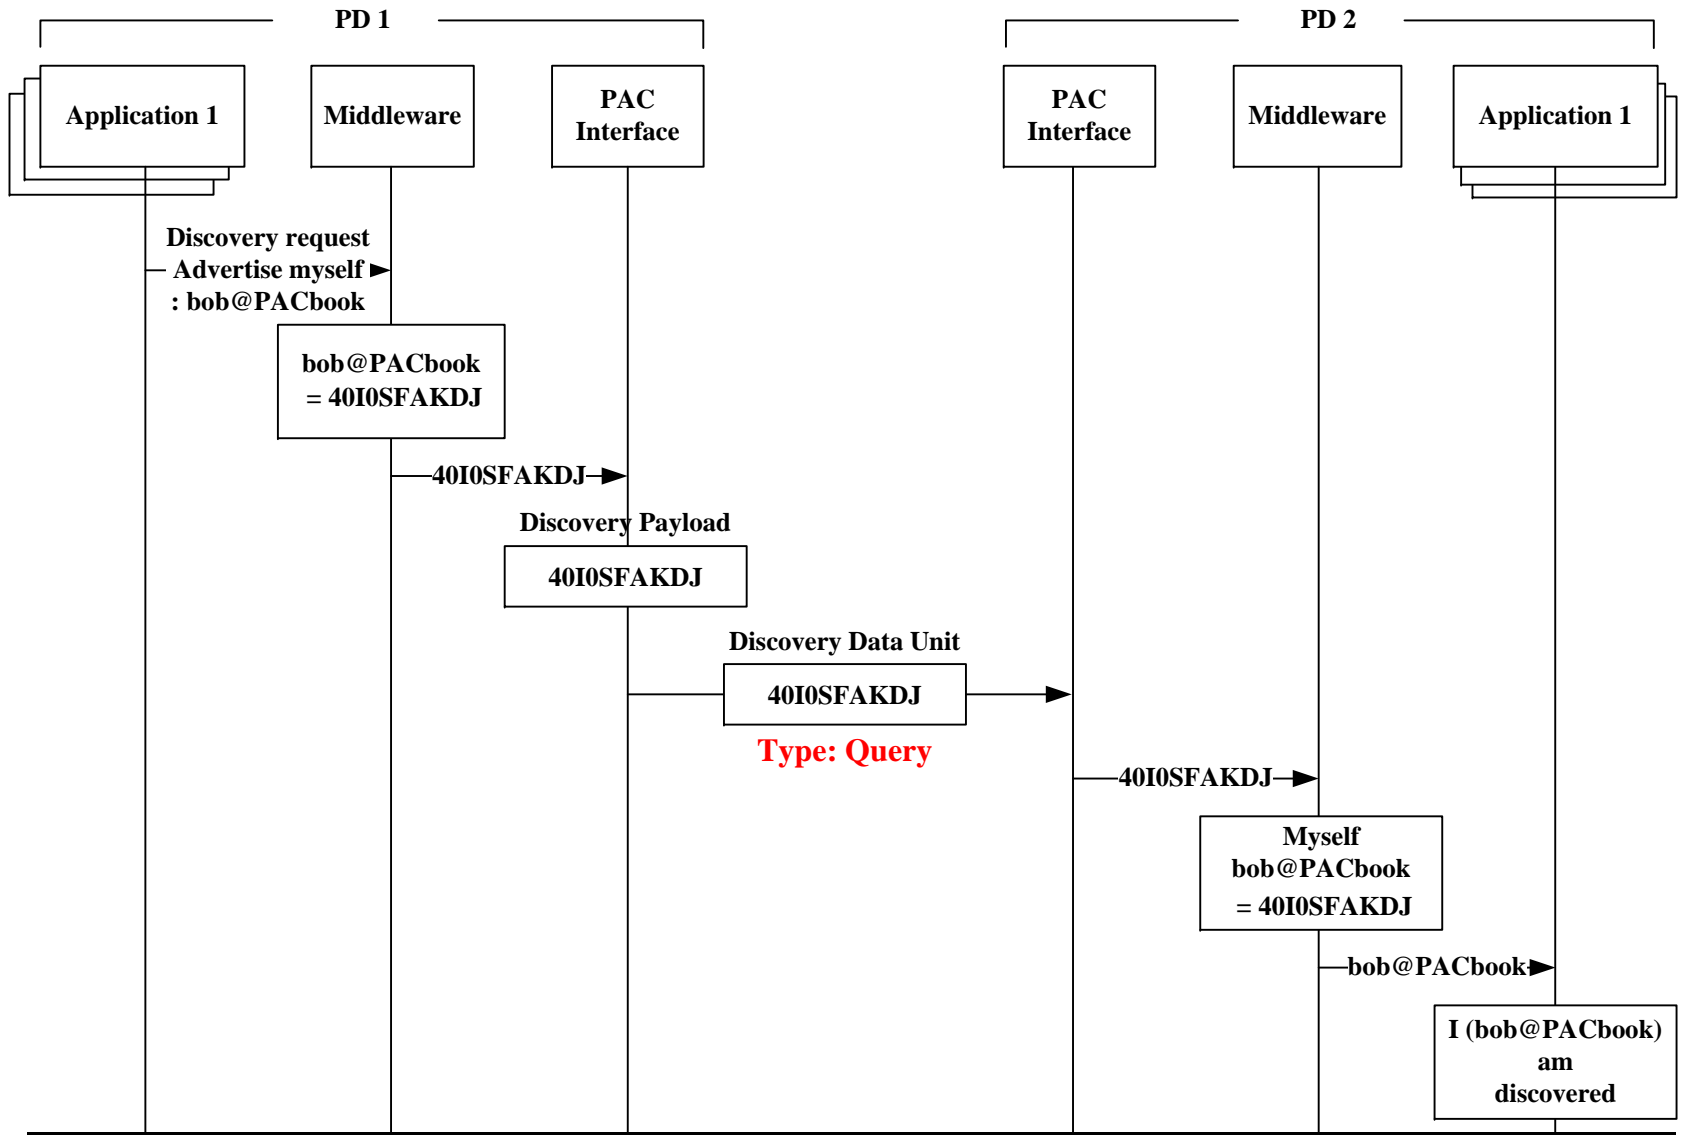 PD 1
PD 2
Application 1
Middleware
PAC
Interface
PAC
Interface
Middleware
Application 1
Discovery request
Advertise myself
: bob@PACbook
bob@PACbook
= 40I0SFAKDJ
40I0SFAKDJ
Discovery Payload
40I0SFAKDJ
Discovery Data Unit
40I0SFAKDJ
Type: Query
40I0SFAKDJ
Myself
bob@PACbook
= 40I0SFAKDJ
bob@PACbook
I (bob@PACbook)
am
discovered